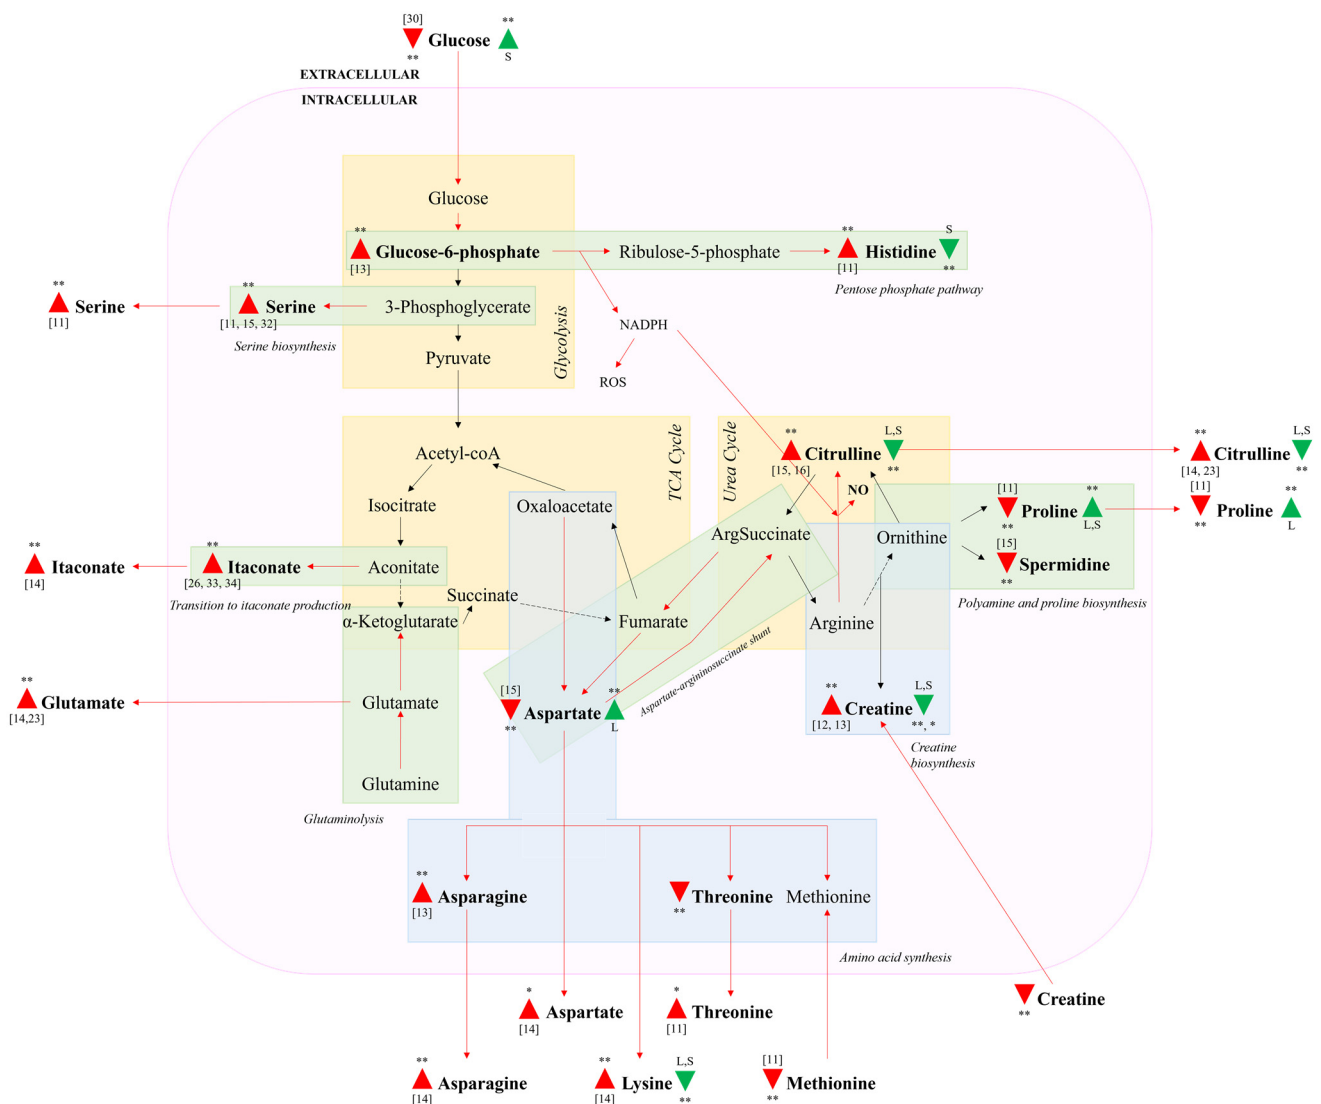 [30] **
Glucose
** S
EXTRACELLULAR
INTRACELLULAR
Glucose
** ** S
Glucose-6-phosphate Ribulose-5-phosphate Histidine
[13] [11] **
Pentose phosphate pathway
** **
Serine Serine 3-Phosphoglycerate
[11] [11, 15, 32]
Serine biosynthesis
Glycolysis
NADPH
Pyruvate
ROS
TCA Cycle
Urea Cycle
** L,S ** L,S
Acetyl-coA Citrulline Citrulline
[15, 16] ** [14, 23] **
NO
[11] ** [11] **
Isocitrate Oxaloacetate Proline Proline
** L,S ** L
ArgSuccinate Ornithine
** ** [15]
Itaconate Itaconate Aconitate Spermidine
[14] [26, 33, 34] **
Transition to itaconate production
Succinate
Polyamine and proline biosynthesis
α-Ketoglutarate Fumarate Arginine
Aspartate-argininosuccinate shunt
** [15] ** ** L,S
Glutamate Glutamate Aspartate Creatine
[14,23] ** L [12, 13] **, *
Creatine
biosynthesis
Glutamine
Glutaminolysis
**
Asparagine Threonine Methionine
[13] **
Amino acid synthesis
* *
Aspartate Threonine Creatine
[14] [11] **
** ** L,S [11]
Asparagine Lysine Methionine
[14] [14] ** **